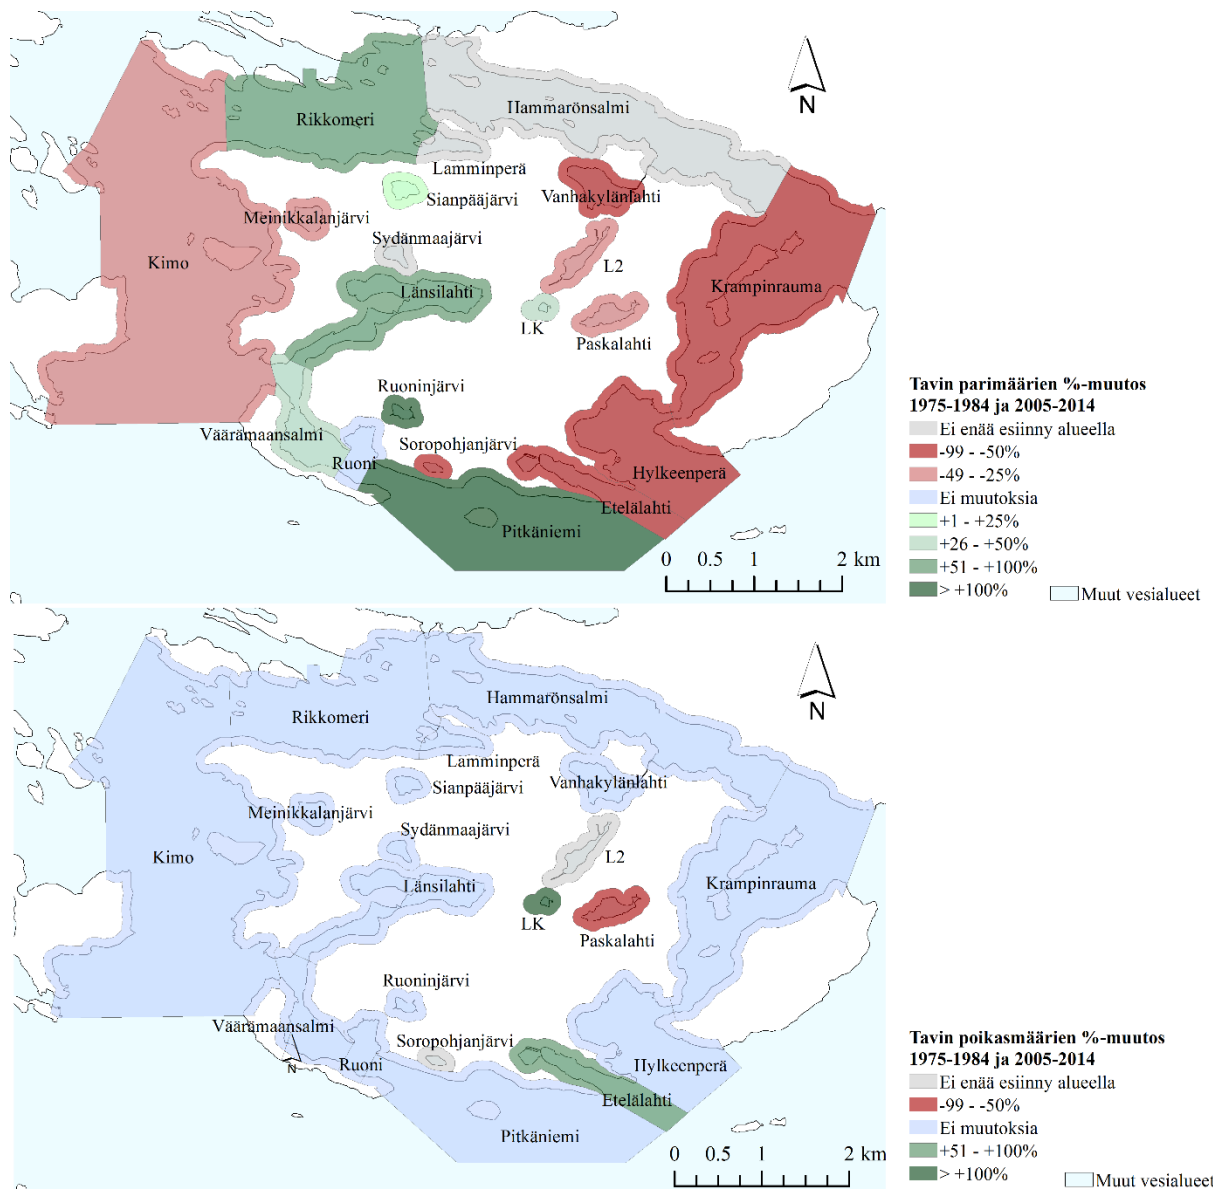 Hammarönsalmi
Rikkomeri
N
Lamminperä
Sianpääjärvi
Vanhakylänlahti
Meinikkalanjärvi
Sydänmaajärvi
Kimo
L2
Länsilahti
Krampinrauma
LK
Paskalahti
Ruoninjärvi
Väärämaansalmi
Soropohjanjärvi
Ruoni
Hylkeenperä
Etelälahti
Pitkäniemi
0 0.5 1 2 km
Tavin parimäärien %-muutos
1975-1984 ja 2005-2014
Ei enää esiinny alueella
-99 - -50%
-49 - -25%
Ei muutoksia
+1 - +25%
+26 - +50%
+51 - +100%
> +100%
Muut vesialueet
Hammarönsalmi
Rikkomeri
N
Lamminperä
Sianpääjärvi
Vanhakylänlahti
Meinikkalanjärvi
Sydänmaajärvi
Kimo
L2
Länsilahti
Krampinrauma
LK
Paskalahti
Ruoninjärvi
Väärämaansalmi
Soropohjanjärvi
Ruoni
N
Hylkeenperä
Etelälahti
Pitkäniemi
0 0.5 1 2 km
Tavin poikasmäärien %-muutos
1975-1984 ja 2005-2014
Ei enää esiinny alueella
-99 - -50%
Ei muutoksia
+51 - +100%
> +100%
Muut vesialueet